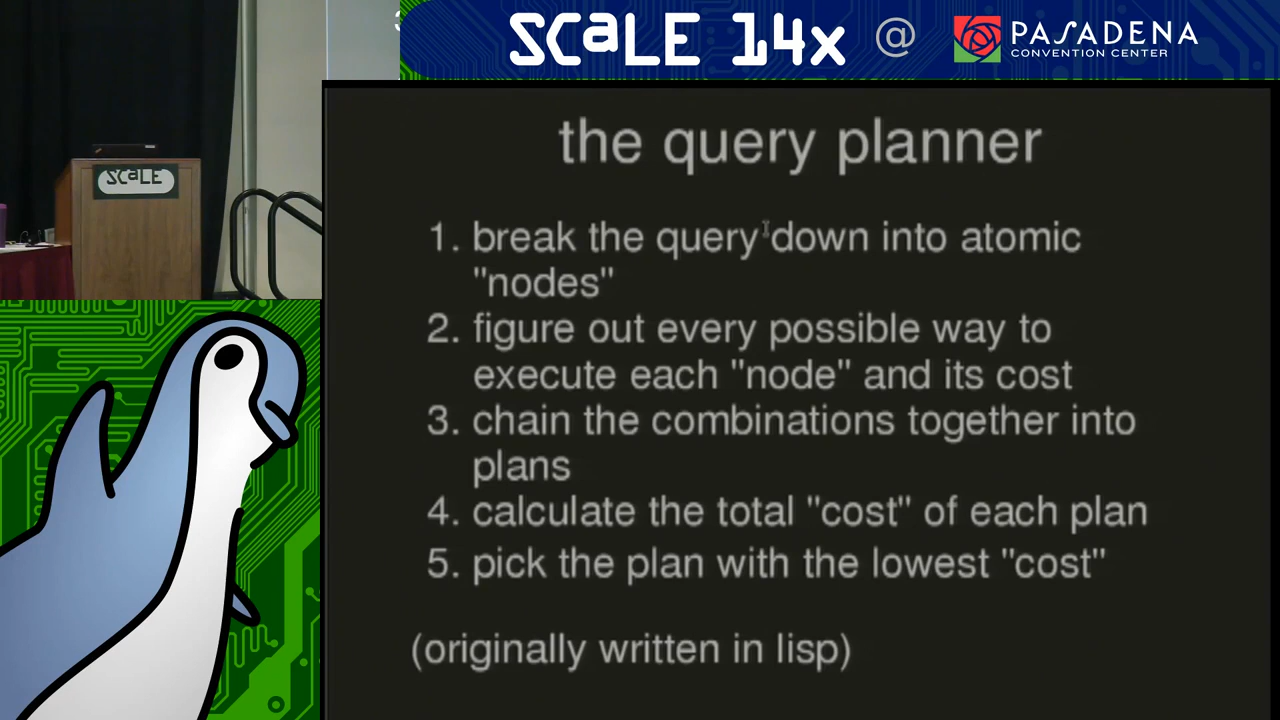 SCALE 14x @ PASADENA
CONVENTION CENTER
SCALE
the query planner
1. break the query down into atomic
"nodes"
2. figure out every possible way to
execute each "node" and its cost
3. chain the combinations together into
plans
4. calculate the total "cost" of each plan
5. pick the plan with the lowest "cost"
(originally written in lisp)